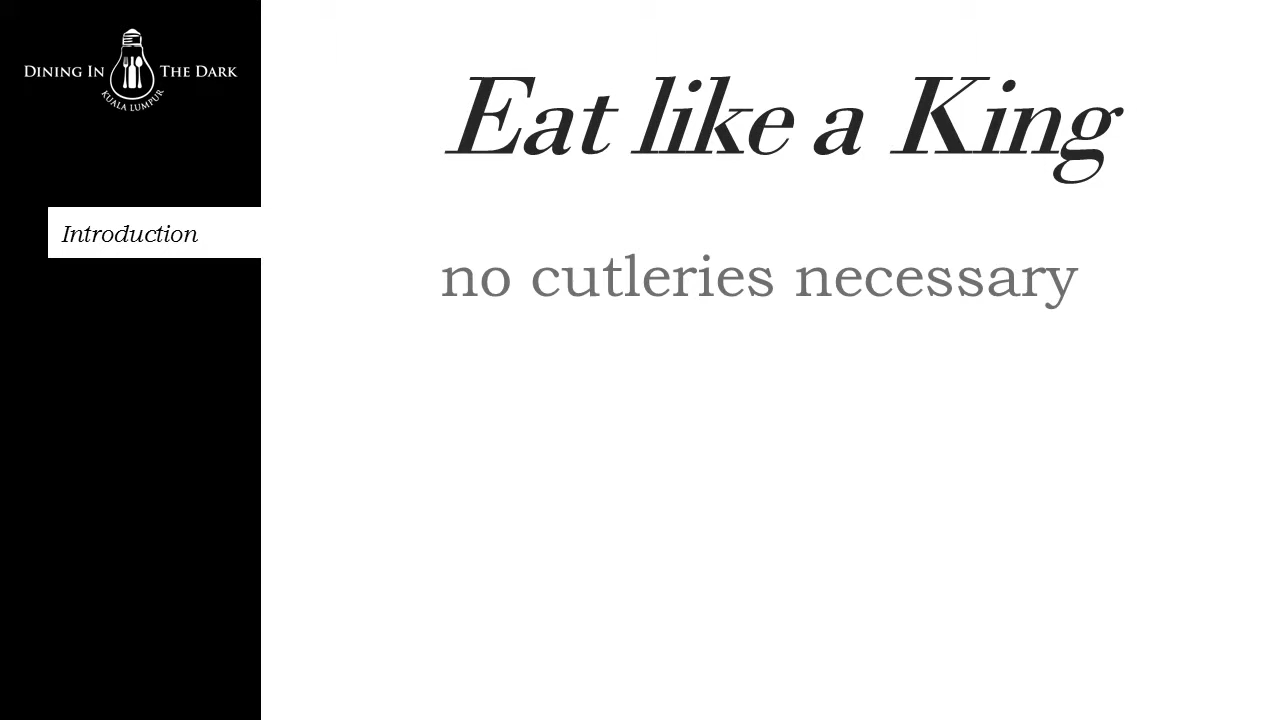 DINING IN THE DARK
KUALA LUMPUR
Introduction
Eat like a King
no cutleries necessary